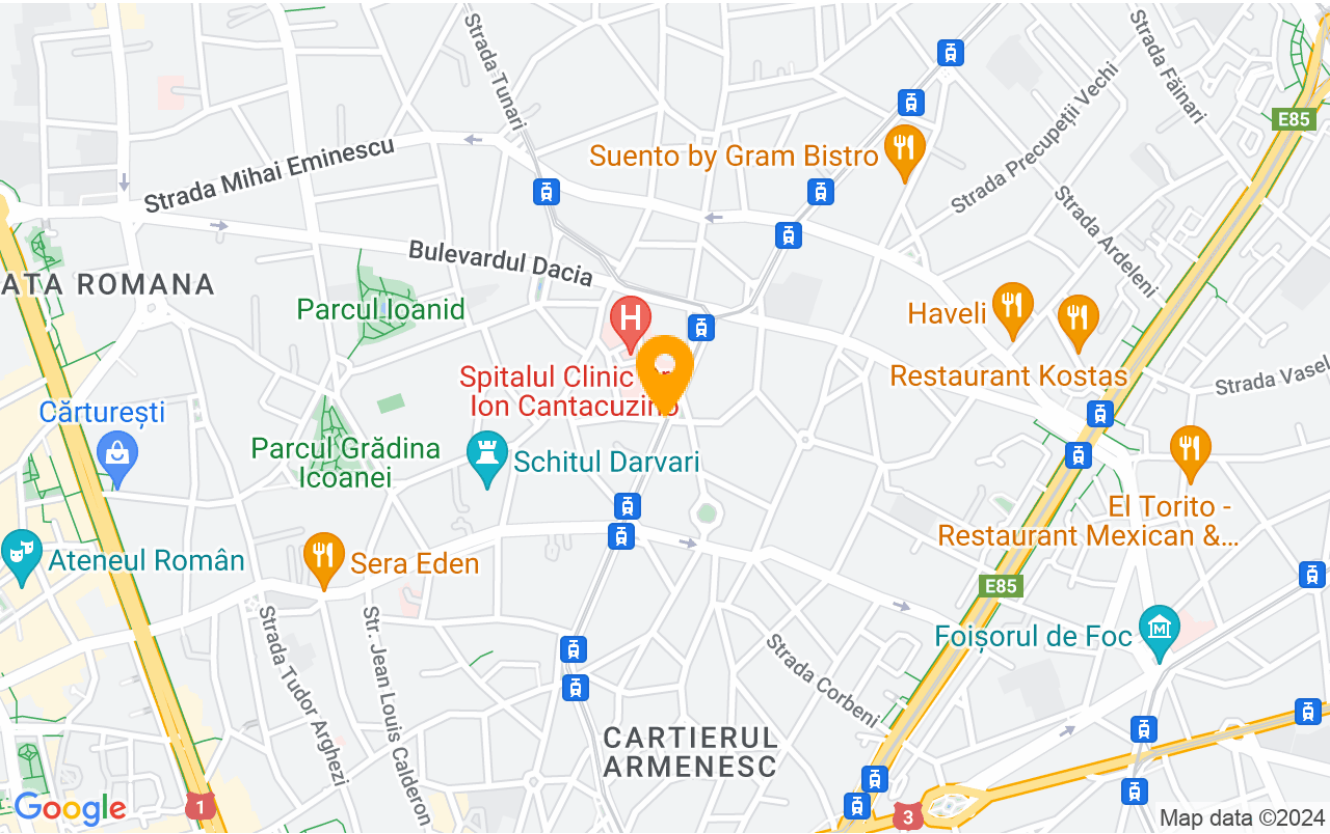 Strada Tunari
Strada Făinari
Strada Precupeții Vechi
E85
Strada Mihai Eminescu
Suento by Gram Bistro
Strada Ardeleni
Bulevardul Dacia
ATA ROMANA
Parcul Ioanid
H
Haveli
Restaurant Kostas
Strada Vasel
Spitalul Clinic
Ion Cantacuzino
Cărturești
Parcul Grădina
Icoanei
Schitul Darvari
El Torito -
Restaurant Mexican &...
Ateneul Român
Sera Eden
E85
Foișorul de Foc
M
Strada Tudor Arghezi
Str. Jean Louis Calderon
Strada Corbeni
CARTIERUL
ARMENESC
Google
1
3
Map data ©2024